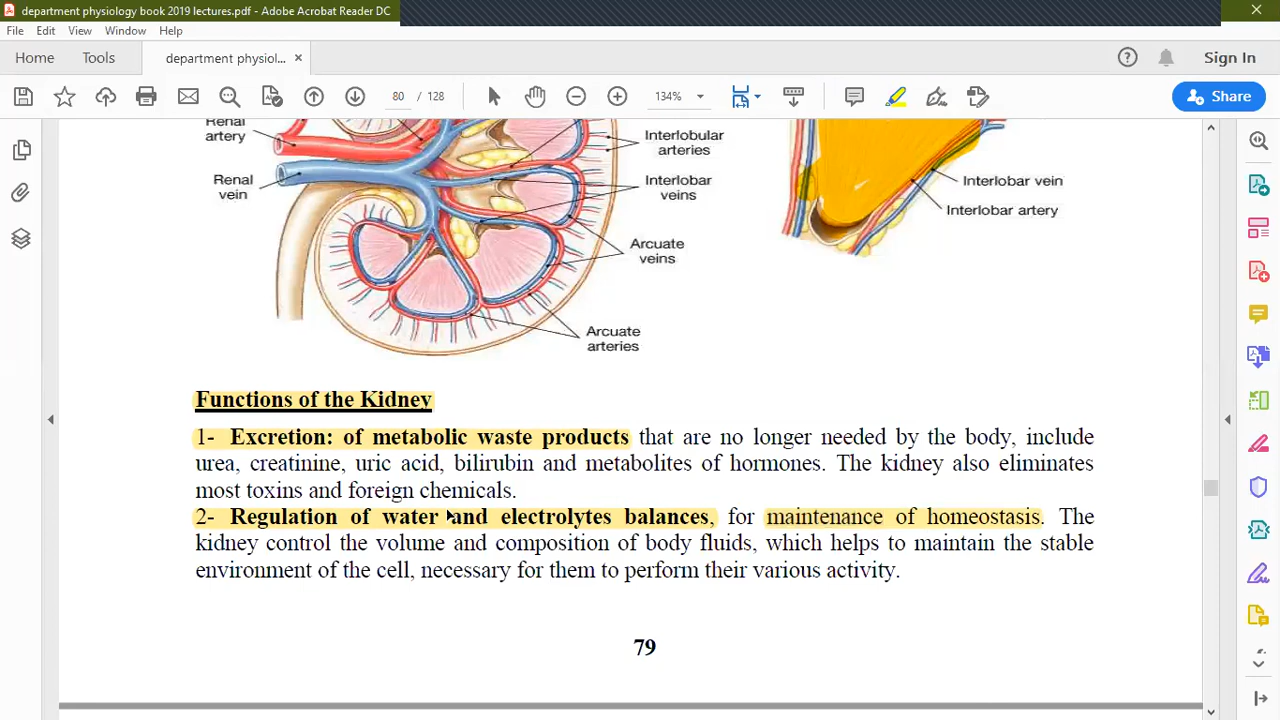 department physiology book 2019 lectures.pdf - Adobe Acrobat Reader DC
File Edit View Window Help
Home Tools department physiol... × Sign In
80 / 128 134% Share
Renal
artery
Renal
vein
Interlobular
arteries
Interlobar
veins
Arcuate
veins
Arcuate
arteries
Interlobar vein
Interlobar artery
Functions of the Kidney
1- Excretion: of metabolic waste products that are no longer needed by the body, include
urea, creatinine, uric acid, bilirubin and metabolites of hormones. The kidney also eliminates
most toxins and foreign chemicals.
2- Regulation of water and electrolytes balances, for maintenance of homeostasis. The
kidney control the volume and composition of body fluids, which helps to maintain the stable
environment of the cell, necessary for them to perform their various activity.
79